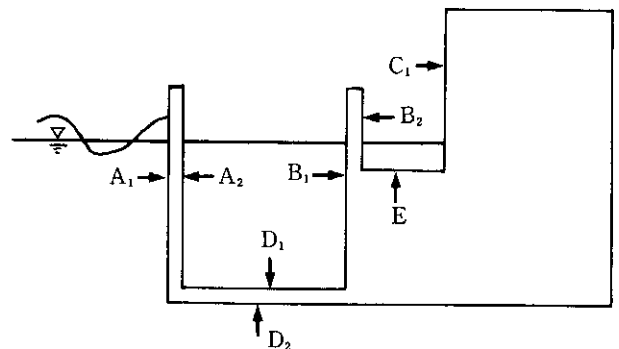 C₁
B₂
A₁
A₂
B₁
E
D₁
D₂